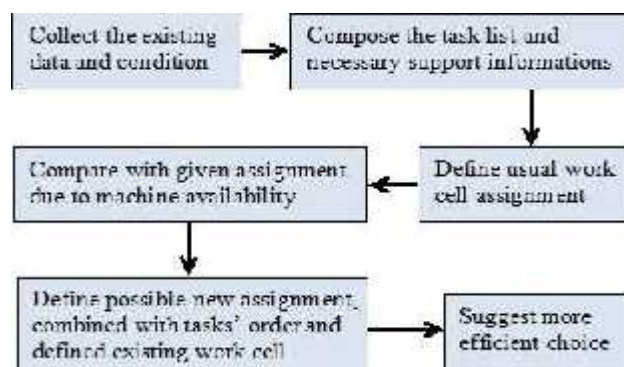 Collect the existing
data and condition
Compose the task list and
necessary support informations
Define usual work
cell assignment
Compare with given assignment
due to machine availability
Define possible new assignment,
combined with tasks' order and
defined existing work cell
Suggest more
efficient choice